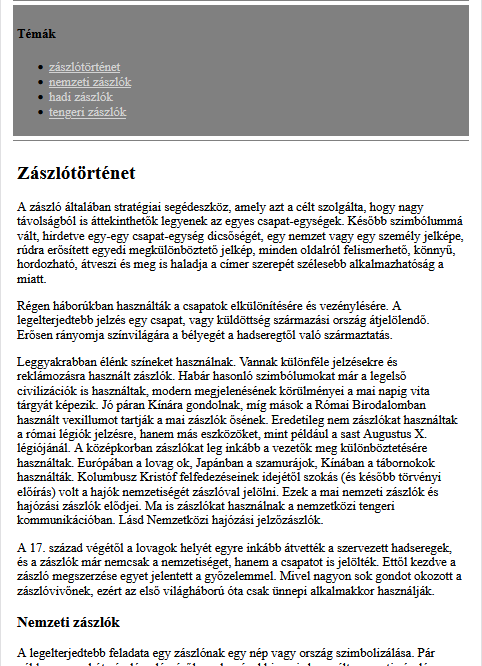 Témák
zászlótörténet
nemzeti zászlók
hadi zászlók
tengeri zászlók
Zászlótörténet
A zászló általában stratégiai segédeszköz, amely azt a célt szolgálta, hogy nagy
távolságból is áttekinthetők legyenek az egyes csapat-egységek. Később szimbólummá
vált, hirdetve egy-egy csapat-egység dicsőségét, egy nemzet vagy egy személy jelképe,
rúdra erősített egyedi megkülönböztető jelkép, minden oldalról felismerhető, könnyű,
hordozható, átveszi és meg is haladja a címer szerepét szélesebb alkalmazhatóság a
miatt.
Régen háborúkban használták a csapatok elkülönítésére és vezénylésére. A
legelterjedtebb jelzés egy csapat, vagy küldöttség származási ország átjelölendő.
Erősen rányomja színvilágára a bélyegét a hadseregtől való származtatás.
Leggyakrabban élénk színeket használnak. Vannak különféle jelzésekre és
reklámozásra használt zászlók. Habár hasonló szimbólumokat már a legelső
civilizációk is használtak, modern megjelenésének körülményei a mai napig vita
tárgyát képezik. Jó páran Kínára gondolnak, míg mások a Római Birodalomban
használt vexillumot tartják a mai zászlók ősének. Eredetileg nem zászlókat használtak
a római légiók jelzésre, hanem más eszközöket, mint például a sast Augustus X.
légiójánál. A középkorban zászlókat leg inkább a vezetők meg különböztetésére
használtak. Európában a lovag ok, Japánban a szamurájok, Kínában a tábornokok
használták. Kolumbusz Kristóf felfedezéseinek idejétől szokás (és később törvényi
előírás) volt a hajók nemzetiségét zászlóval jelölni. Ezek a mai nemzeti zászlók és
hajózási zászlók elődjei. Ma is zászlókat használnak a nemzetközi tengeri
kommunikációban. Lásd Nemzetközi hajózási jelzőzászlók.
A 17. század végétől a lovagok helyét egyre inkább átvették a szervezett hadseregek,
és a zászlók már nemcsak a nemzetiséget, hanem a csapatot is jelölték. Ettől kezdve a
zászló megszerzése egyet jelentett a győzelemmel. Mivel nagyon sok gondot okozott a
zászlóvivőnek, ezért az első világháború óta csak ünnepi alkalmakkor használják.
Nemzeti zászlók
A legelterjedtebb feladata egy zászlónak egy nép vagy ország szimbolizálása. Pár